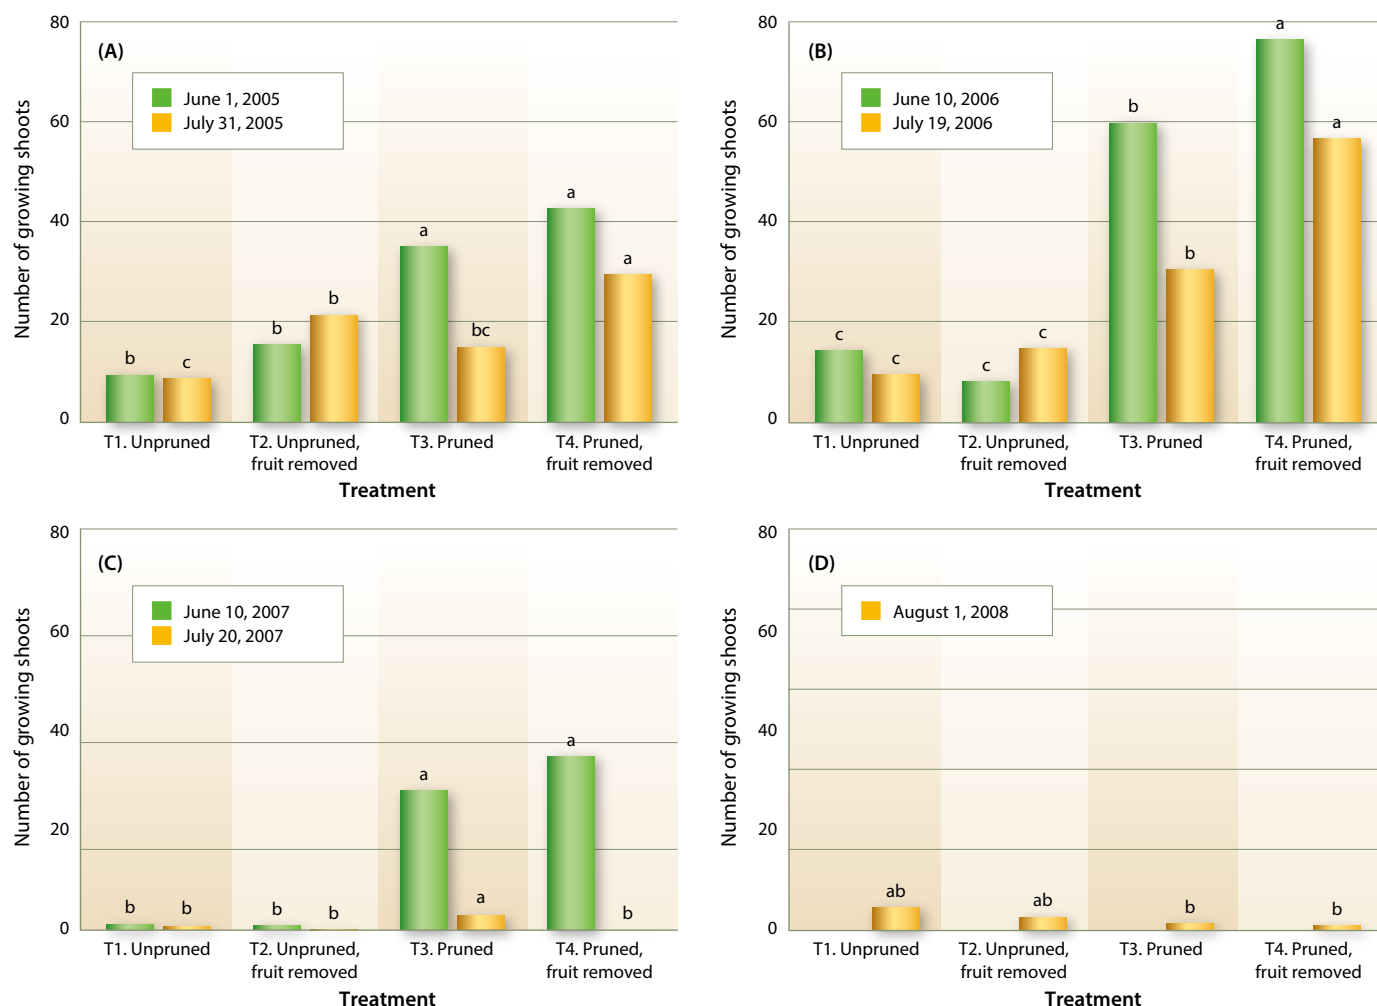 (A)
June 1, 2005
July 31, 2005
Number of growing shoots
80
60
40
20
0
b
c
b
b
a
bc
a
a
T1. Unpruned
T2. Unpruned,
fruit removed
T3. Pruned
T4. Pruned,
fruit removed
Treatment
(B)
June 10, 2006
July 19, 2006
Number of growing shoots
80
60
40
20
0
c
c
c
c
b
b
a
a
T1. Unpruned
T2. Unpruned,
fruit removed
T3. Pruned
T4. Pruned,
fruit removed
Treatment
(C)
June 10, 2007
July 20, 2007
Number of growing shoots
80
60
40
20
0
b
b
b
b
a
a
a
b
T1. Unpruned
T2. Unpruned,
fruit removed
T3. Pruned
T4. Pruned,
fruit removed
Treatment
(D)
August 1, 2008
Number of growing shoots
80
60
40
20
0
ab
ab
b
b
T1. Unpruned
T2. Unpruned,
fruit removed
T3. Pruned
T4. Pruned,
fruit removed
Treatment